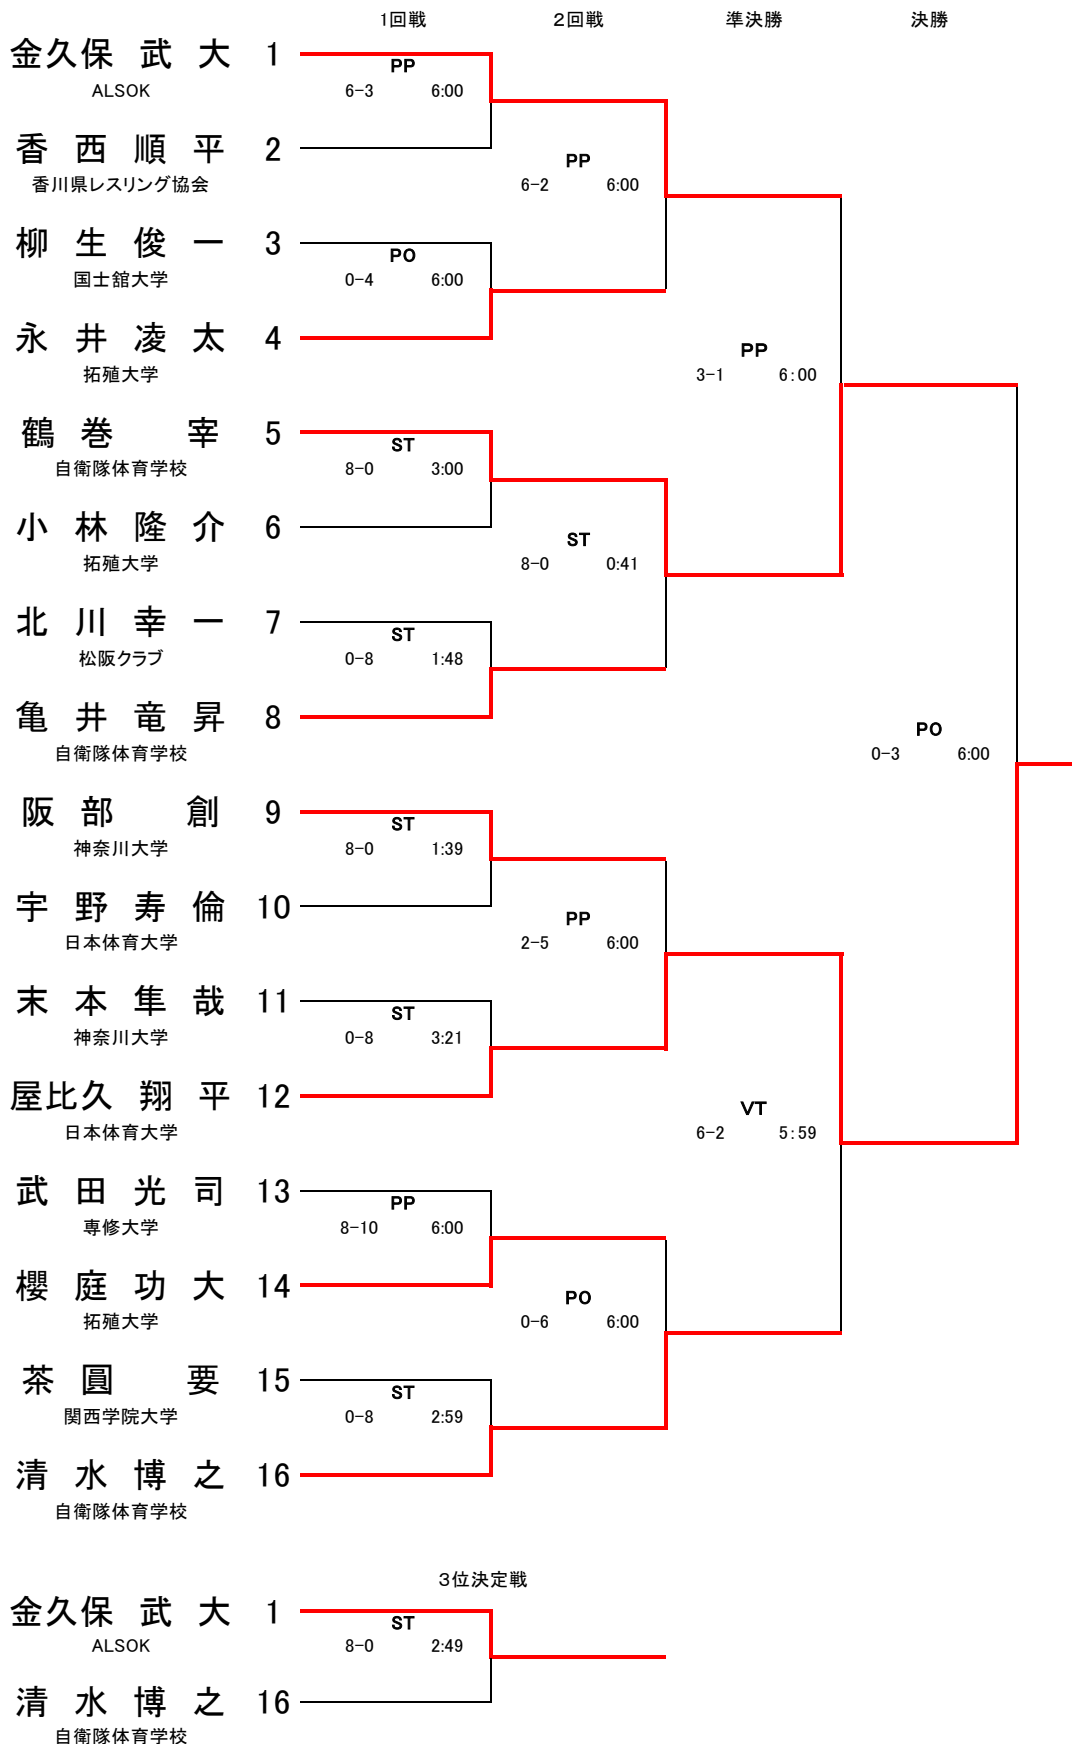 1回戦 2回戦 準決勝 決勝
金久保 武 大 1
PP
6-3 6:00
ALSOK
香 西 順 平 2
香川県レスリング協会
PP
6-2 6:00
柳 生 俊 一 3
PO
0-4 6:00
国士舘大学
永 井 凌 太 4
拓殖大学
PP
3-1 6:00
鶴 巻 宰 5
ST
8-0 3:00
自衛隊体育学校
小 林 隆 介 6
拓殖大学
ST
8-0 0:41
北 川 幸 一 7
ST
0-8 1:48
松阪クラブ
亀 井 竜 昇 8
自衛隊体育学校
PO
0-3 6:00
阪 部 創 9
ST
8-0 1:39
神奈川大学
宇 野 寿 倫 10
日本体育大学
PP
2-5 6:00
末 本 隼 哉 11
ST
0-8 3:21
神奈川大学
屋比久 翔 平 12
日本体育大学
VT
6-2 5:59
武 田 光 司 13
PP
8-10 6:00
専修大学
櫻 庭 功 大 14
拓殖大学
PO
0-6 6:00
茶 圓 要 15
ST
0-8 2:59
関西学院大学
清 水 博 之 16
自衛隊体育学校
3位決定戦
金久保 武 大 1
ST
8-0 2:49
ALSOK
清 水 博 之 16
自衛隊体育学校